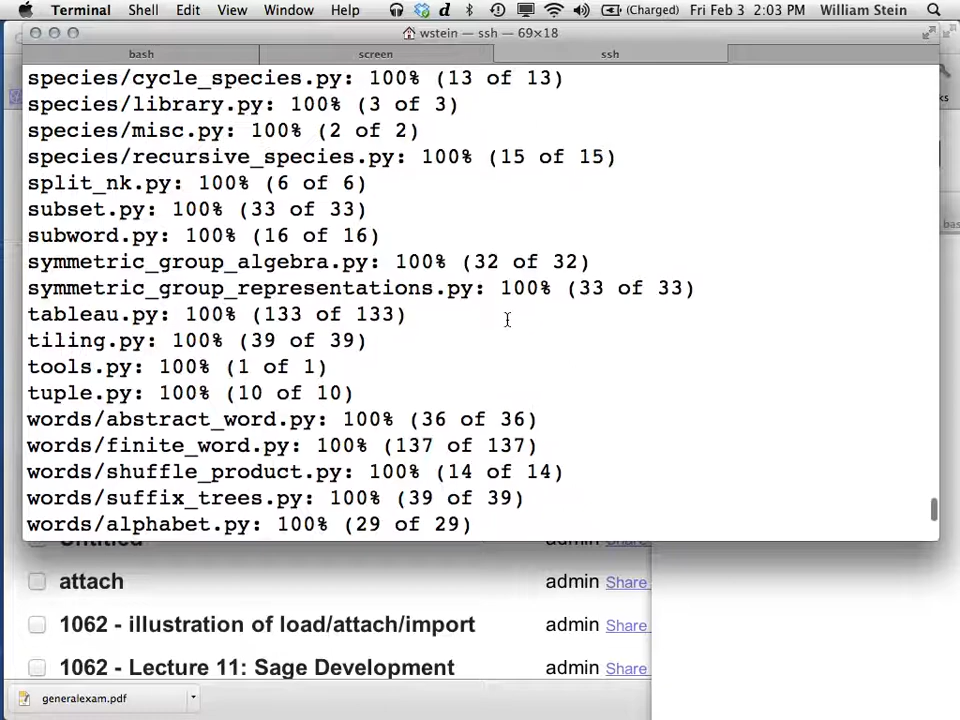 Terminal Shell Edit View Window Help (Charged) Fri Feb 3 2:03 PM William Stein
wstein — ssh — 69×18
bash screen ssh
species/cycle_species.py: 100% (13 of 13)
species/library.py: 100% (3 of 3)
species/misc.py: 100% (2 of 2)
species/recursive_species.py: 100% (15 of 15)
split_nk.py: 100% (6 of 6)
subset.py: 100% (33 of 33)
subword.py: 100% (16 of 16)
symmetric_group_algebra.py: 100% (32 of 32)
symmetric_group_representations.py: 100% (33 of 33)
tableau.py: 100% (133 of 133)
tiling.py: 100% (39 of 39)
tools.py: 100% (1 of 1)
tuple.py: 100% (10 of 10)
words/abstract_word.py: 100% (36 of 36)
words/finite_word.py: 100% (137 of 137)
words/shuffle_product.py: 100% (14 of 14)
words/suffix_trees.py: 100% (39 of 39)
words/alphabet.py: 100% (29 of 29)
Untitled admin Share
attach admin Share
1062 - illustration of load/attach/import admin Share
1062 - Lecture 11: Sage Development admin Share
generalexam.pdf